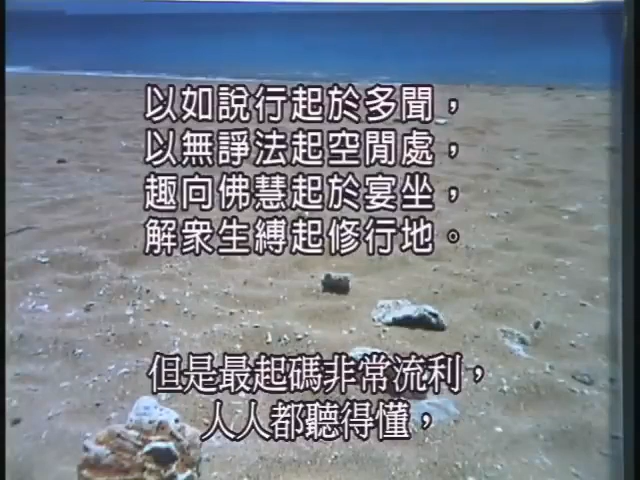 以如說行起於多聞，
以無諍法起空閒處，
趣向佛慧起於宴坐，
解眾生縛起修行地。
但是最起碼非常流利，
人人都聽得懂，